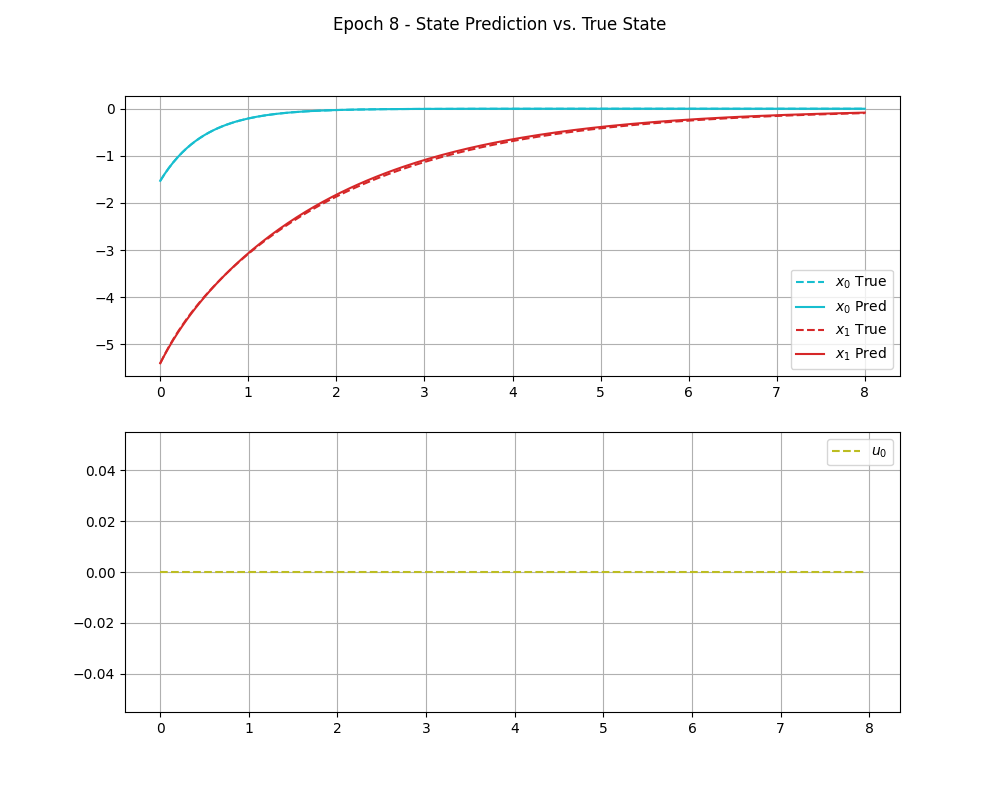 Epoch 8 - State Prediction vs. True State
0
−1
−2
−3
−4
−5
x₀ True
x₀ Pred
x₁ True
x₁ Pred
0 1 2 3 4 5 6 7 8
0.04
0.02
0.00
−0.02
−0.04
u₀
0 1 2 3 4 5 6 7 8